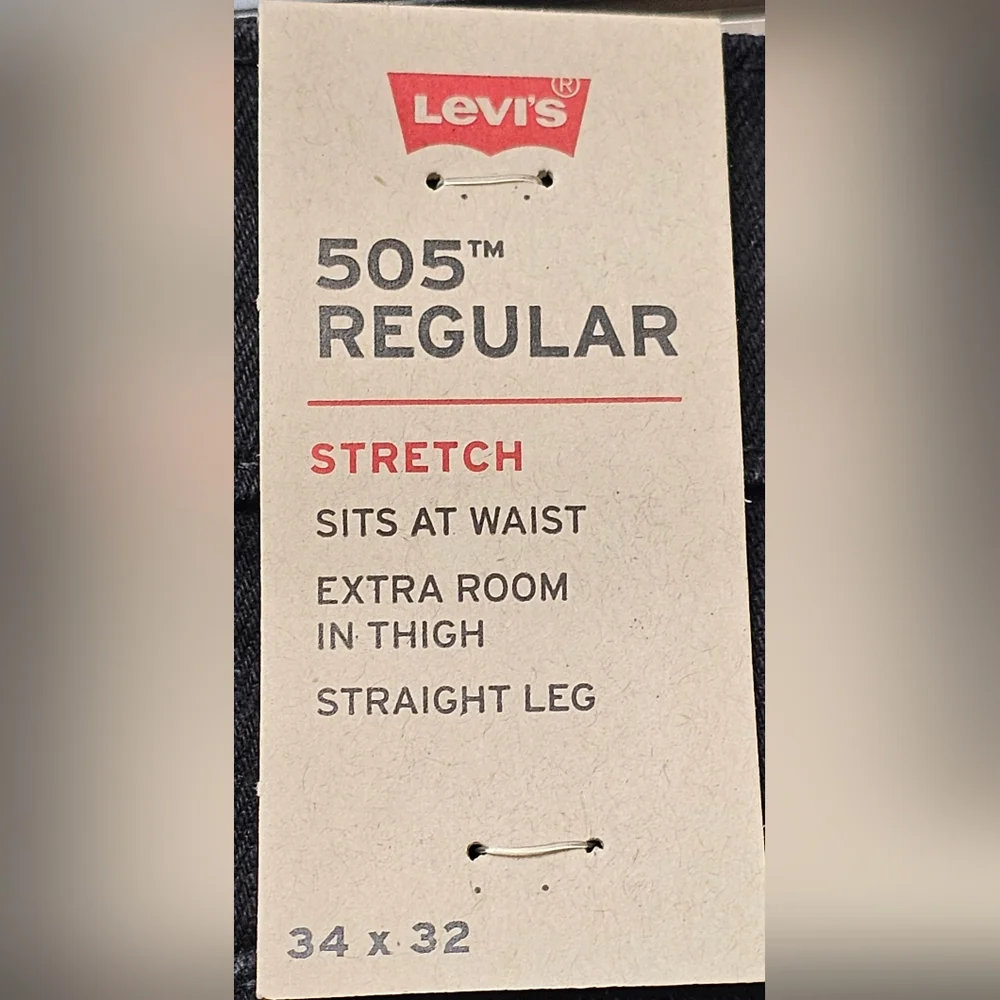 LEVI'S®
505™
REGULAR
STRETCH
SITS AT WAIST
EXTRA ROOM
IN THIGH
STRAIGHT LEG
34 x 32